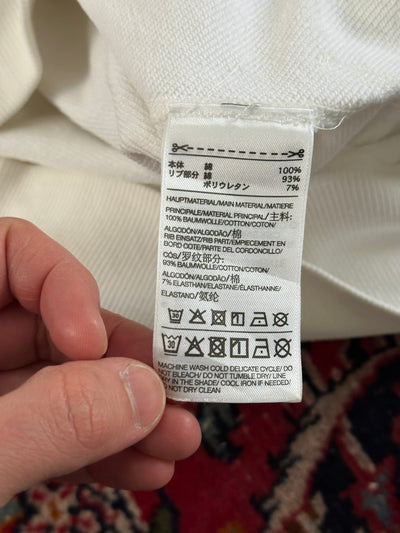 本体 綿 100%
リブ部分 綿 93%
ポリウレタン 7%
HAUPTMATERIAL/MAIN MATERIAL/MATIERE
PRINCIPALE/MATERIAL PRINCIPAL/主料:
100% BAUMWOLLE/COTTON/COTON/
ALGODÓN/ALGODÃO/棉
RIB EINSATZ/RIB PART/EMPIECEMENT EN
BORD COTE/PARTE DEL CORDONCILLO/
CÓS/罗纹部分:
93% BAUMWOLLE/COTTON/COTON/
ALGODÓN/ALGODÃO/棉
7% ELASTHAN/ELASTANE/ÉLASTHANNE/
ELASTANO/氨纶
30
30
MACHINE WASH COLD DELICATE CYCLE/ DO
NOT BLEACH/ DO NOT TUMBLE DRY/ LINE
DRY IN THE SHADE/ COOL IRON IF NEEDED/
DO NOT DRY CLEAN